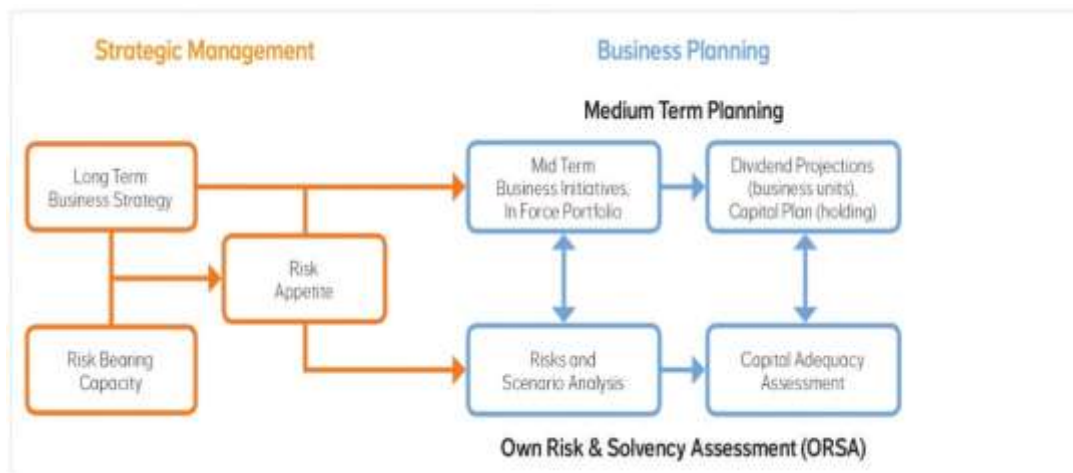 Strategic Management
Business Planning
Medium Term Planning
Long Term
Business Strategy
Mid Term
Business Initiatives,
In Force Portfolio
Dividend Projections
(business units),
Capital Plan (holding)
Risk
Appetite
Risk Bearing
Capacity
Risks and
Scenario Analysis
Capital Adequacy
Assessment
Own Risk & Solvency Assessment (ORSA)